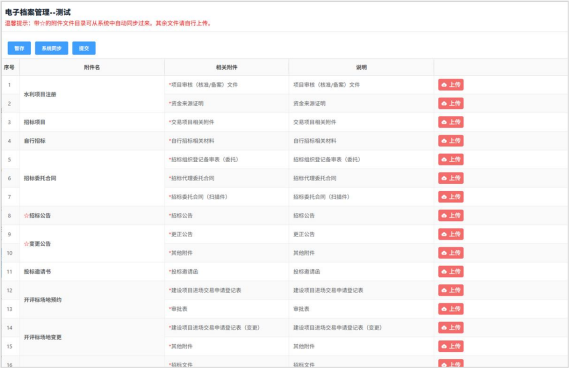 电子档案管理--测试
温馨提示：带☆的附件文件目录可从系统中自动同步过来。其余文件请自行上传。
暂存 系统同步 提交
序号 附件名 相关附件 说明
1 水利项目注册 *项目审核（核准/备案）文件 项目审核（核准/备案）文件 上传
2 *资金来源证明 资金来源证明 上传
3 招标项目 *交易项目相关附件 交易项目相关附件 上传
4 自行招标 *自行招标相关材料 自行招标相关材料 上传
5 招标委托合同 *招标组织登记备审表（委托） 招标组织登记备审表（委托） 上传
6 *招标代理委托合同 招标代理委托合同 上传
7 *招标委托合同（扫描件） 招标委托合同（扫描件） 上传
8 ☆招标公告 *招标公告 招标公告 上传
9 ☆变更公告 *更正公告 更正公告 上传
10 *其他附件 其他附件 上传
11 投标邀请书 *投标邀请函 投标邀请函 上传
12 开评标场地预约 *建设项目进场交易申请登记表 建设项目进场交易申请登记表 上传
13 *审批表 审批表 上传
14 开评标场地变更 *建设项目进场交易申请登记表（变更） 建设项目进场交易申请登记表（变更） 上传
15 *其他附件 其他附件 上传
16 *招标文件 招标文件 上传